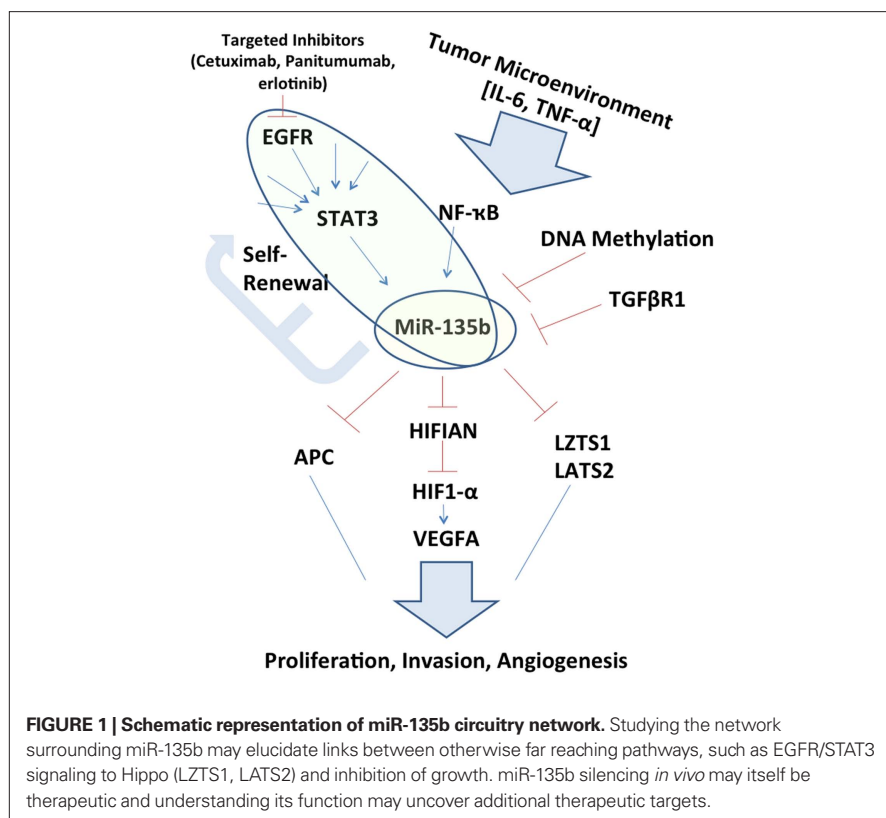 Targeted Inhibitors
(Cetuximab, Panitumumab,
erlotinib)
Tumor Microenvironment
[IL-6, TNF-α]
EGFR
STAT3
NF-κB
Self-
Renewal
DNA Methylation
TGFβR1
MiR-135b
APC
HIFIAN
HIF1-α
VEGFA
LZTS1
LATS2
Proliferation, Invasion, Angiogenesis
FIGURE 1 | Schematic representation of miR-135b circuitry network. Studying the network
surrounding miR-135b may elucidate links between otherwise far reaching pathways, such as EGFR/STAT3
signaling to Hippo (LZTS1, LATS2) and inhibition of growth. miR-135b silencing in vivo may itself be
therapeutic and understanding its function may uncover additional therapeutic targets.